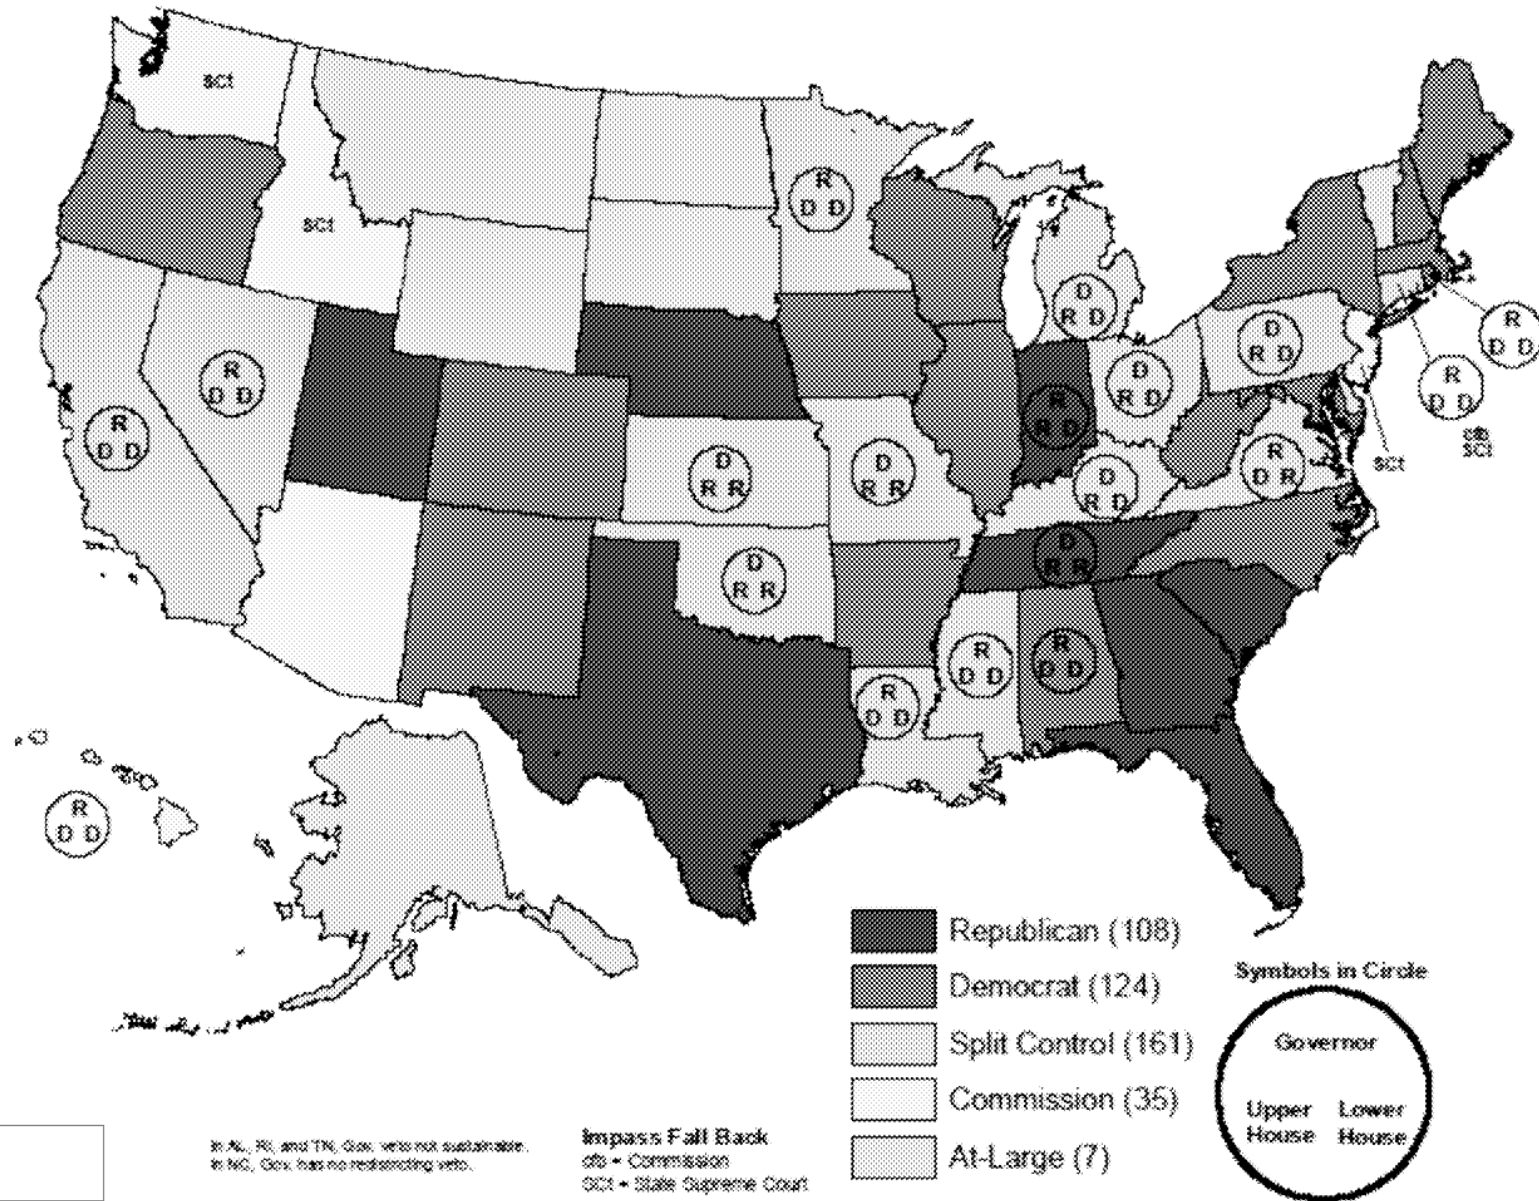 SCt
SCt
R
D D
D
R D
D
R D
R
D D
R
D D
R
D D
R
D D
D
R D
R
R D
D
R R
D
R R
D
R D
R
D R
cfb
SCt
SCt
D
R R
D
R R
R
D D
R
D D
R
D D
R
D D
Republican (108)
Democrat (124)
Split Control (161)
Commission (35)
At-Large (7)
Symbols in Circle
Governor
Upper Lower
House House
In AL, RI, and TN, Gov. veto not sustainable.
In NC, Gov. has no redistricting veto.
Impass Fall Back
cfb = Commission
SCt = State Supreme Court